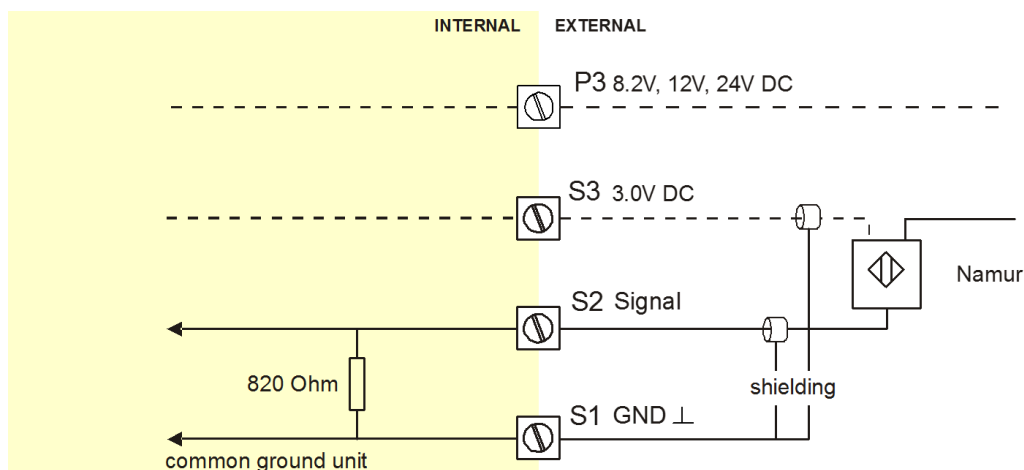 INTERNAL EXTERNAL
P3 8.2V, 12V, 24V DC
S3 3.0V DC
Namur
S2 Signal
820 Ohm
shielding
S1 GND ⊥
common ground unit